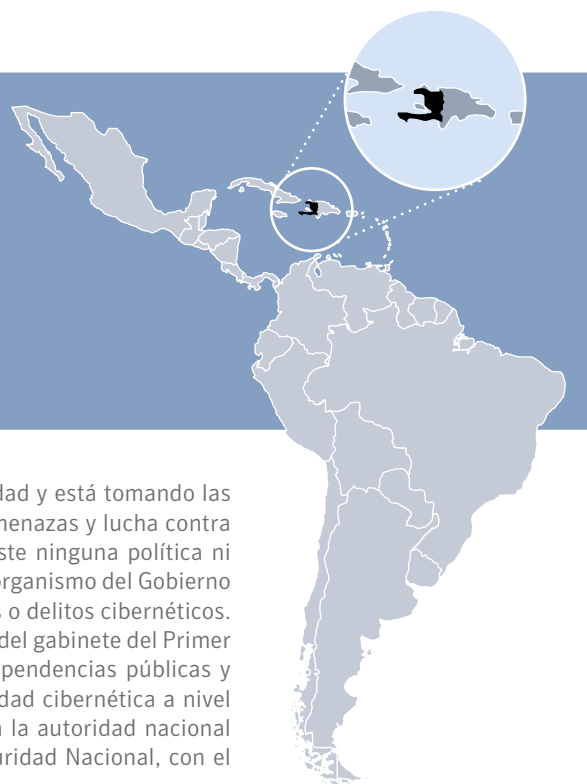 dad y está tomando las
menazas y lucha contra
ste ninguna política ni
organismo del Gobierno
s o delitos cibernéticos.
del gabinete del Primer
pendencias públicas y
dad cibernética a nivel
la autoridad nacional
uridad Nacional, con el